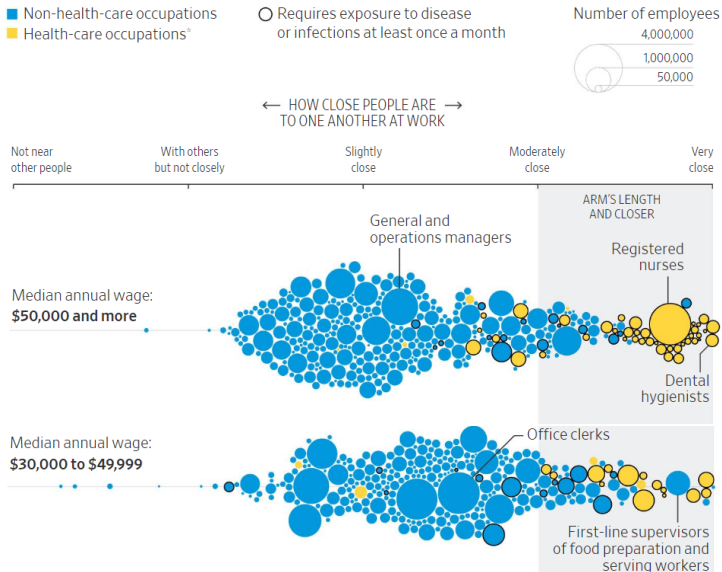 Non-health-care occupations
Health-care occupations*
Requires exposure to disease
or infections at least once a month
Number of employees
4,000,000
1,000,000
50,000
← HOW CLOSE PEOPLE ARE →
TO ONE ANOTHER AT WORK
Not near
other people
With others
but not closely
Slightly
close
Moderately
close
Very
close
ARM'S LENGTH
AND CLOSER
General and
operations managers
Registered
nurses
Median annual wage:
$50,000 and more
Dental
hygienists
Median annual wage:
$30,000 to $49,999
Office clerks
First-line supervisors
of food preparation and
serving workers